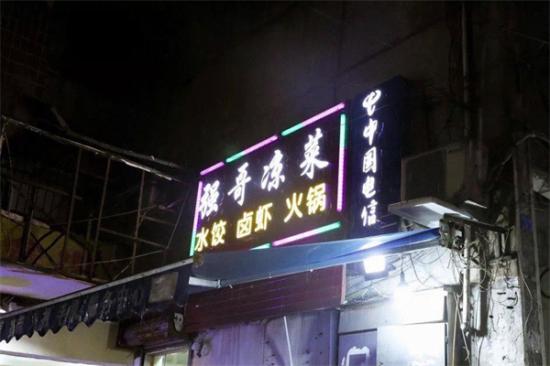 强哥凉菜
水饺 卤虾 火锅
中国电信